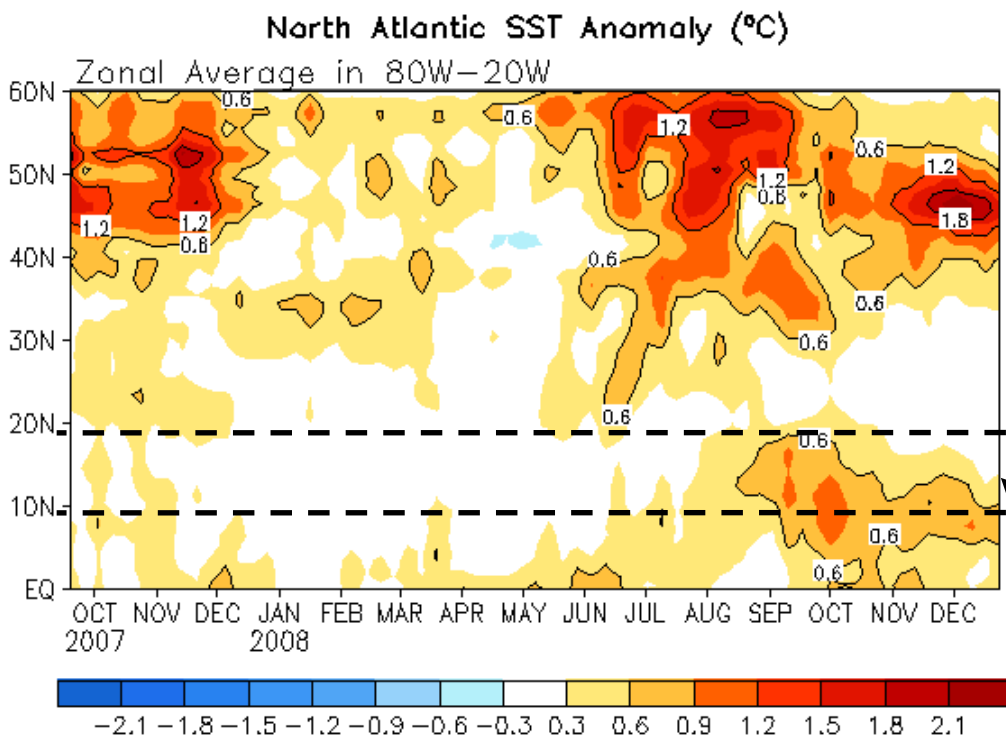 North Atlantic SST Anomaly (ºC)
Zonal Average in 80W-20W
60N
50N
40N
30N
20N
10N
EQ
0.6
0.6
1.2
0.6
1.2
1.2
1.2
0.6
1.8
1.2
0.6
0.6
0.6
0.6
0.6
0.6
0.6
0.6
0.6
OCT NOV DEC JAN FEB MAR APR MAY JUN JUL AUG SEP OCT NOV DEC
2007 2008
-2.1 -1.8 -1.5 -1.2 -0.9 -0.6 -0.3 0.3 0.6 0.9 1.2 1.5 1.8 2.1